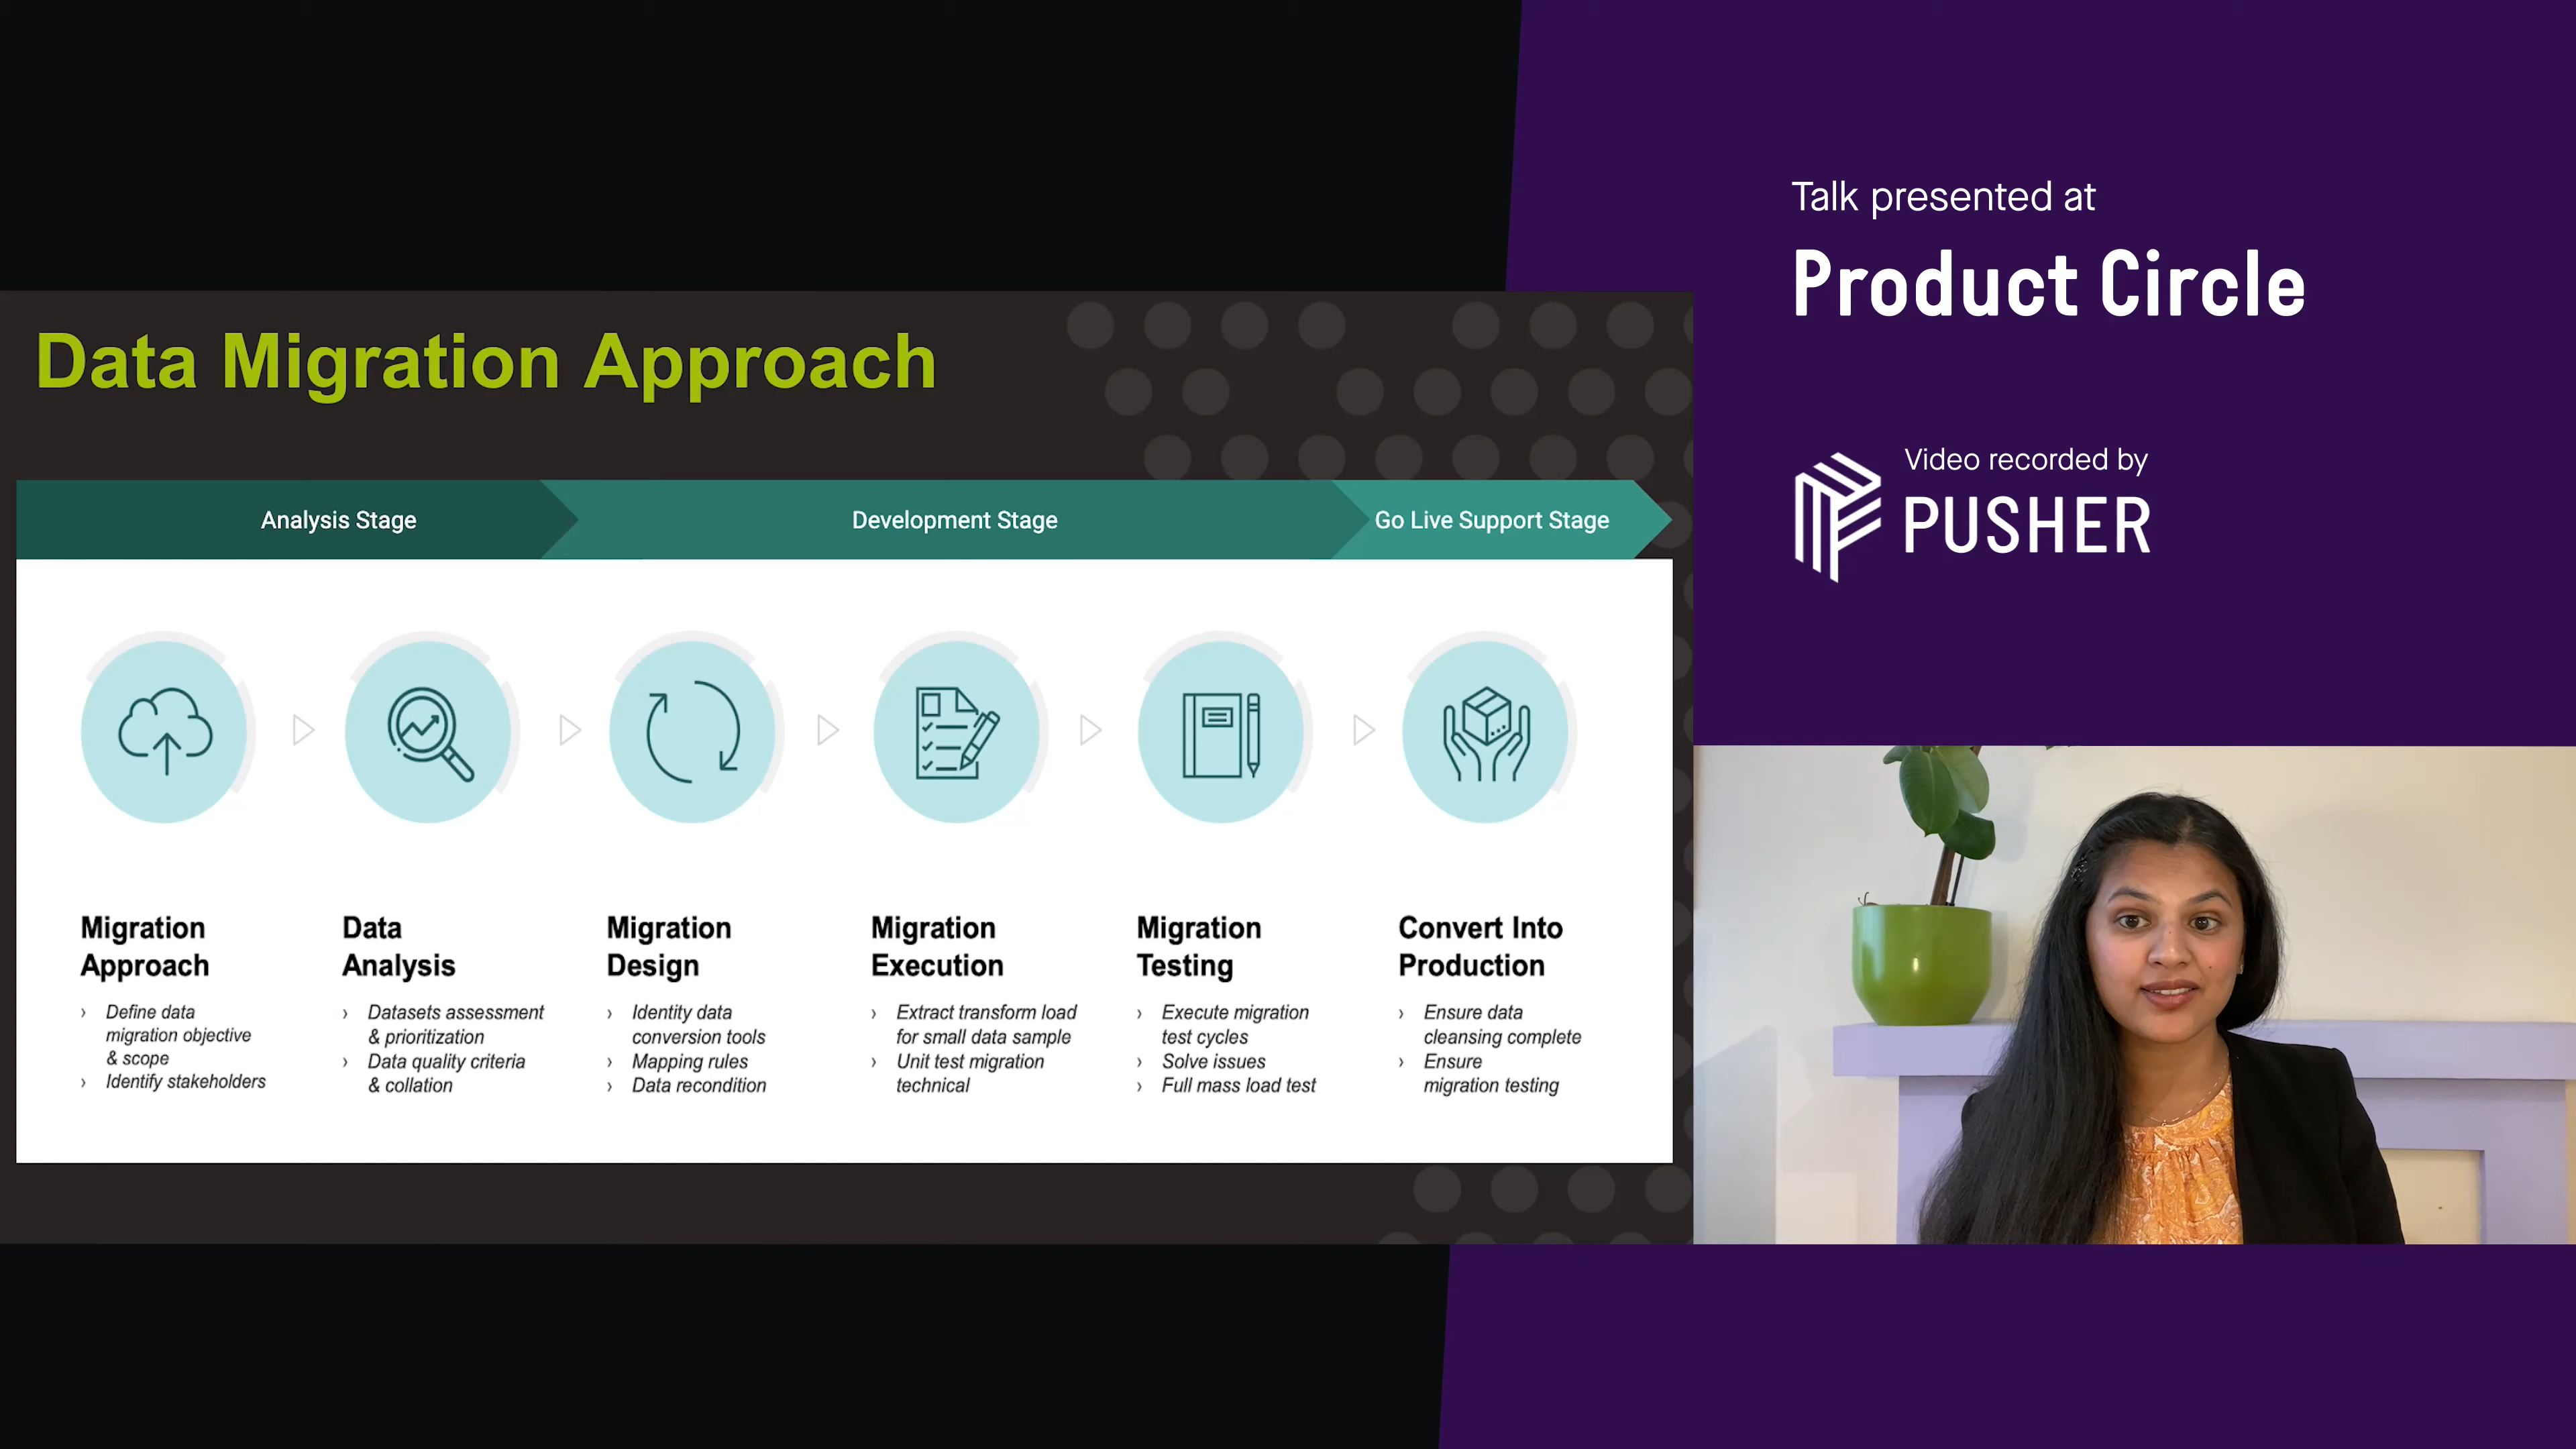 Talk presented at
Product Circle
Video recorded by
PUSHER
Data Migration Approach
Analysis Stage
Development Stage
Go Live Support Stage
Migration
Approach
› Define data
migration objective
& scope
› Identify stakeholders
Data
Analysis
› Datasets assessment
& prioritization
› Data quality criteria
& collation
Migration
Design
› Identity data
conversion tools
› Mapping rules
› Data recondition
Migration
Execution
› Extract transform load
for small data sample
› Unit test migration
technical
Migration
Testing
› Execute migration
test cycles
› Solve issues
› Full mass load test
Convert Into
Production
› Ensure data
cleansing complete
› Ensure
migration testing